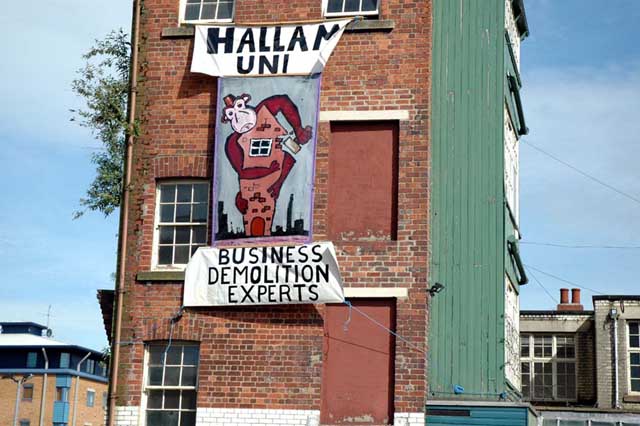 HALLAM
UNI
BUSINESS
DEMOLITION
EXPERTS